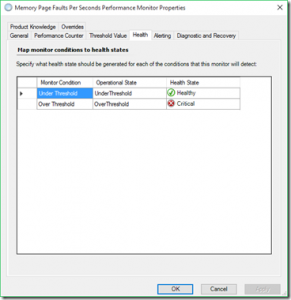 Memory Page Faults Per Seconds Performance Monitor Properties
Product Knowledge Overrides
General Performance Counter Threshold Value Health Alerting Diagnostic and Recovery
Map monitor conditions to health states
Specify what health state should be generated for each of the conditions that this monitor will detect:
Monitor Condition Operational State Health State
Under Threshold UnderThreshold Healthy
Over Threshold OverThreshold Critical
OK Cancel Apply